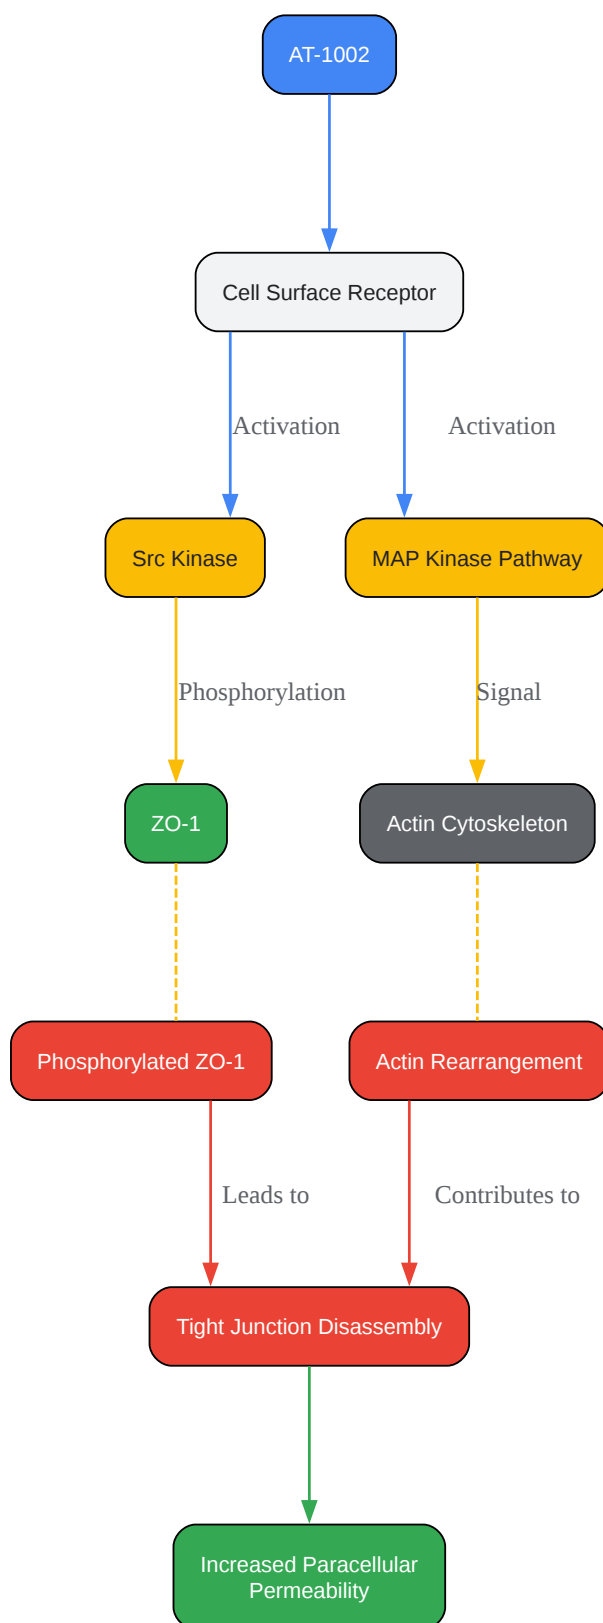 AT-1002
Cell Surface Receptor
Activation
Activation
Src Kinase
MAP Kinase Pathway
Phosphorylation
Signal
ZO-1
Actin Cytoskeleton
Phosphorylated ZO-1
Actin Rearrangement
Leads to
Contributes to
Tight Junction Disassembly
Increased Paracellular
Permeability